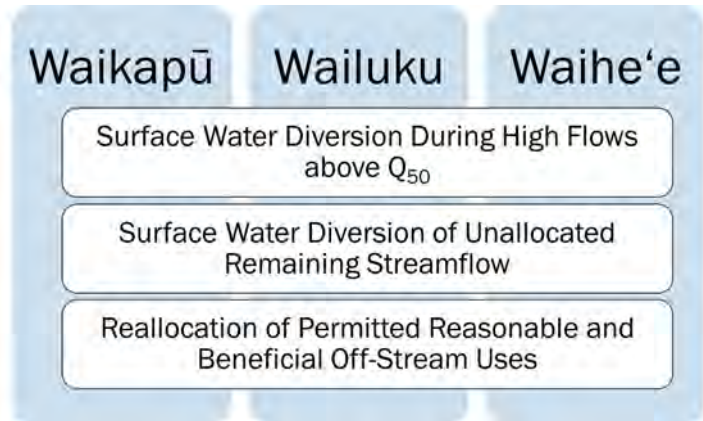 Waikapū Wailuku Waihe‘e
Surface Water Diversion During High Flows
above Q₅₀
Surface Water Diversion of Unallocated
Remaining Streamflow
Reallocation of Permitted Reasonable and
Beneficial Off-Stream Uses